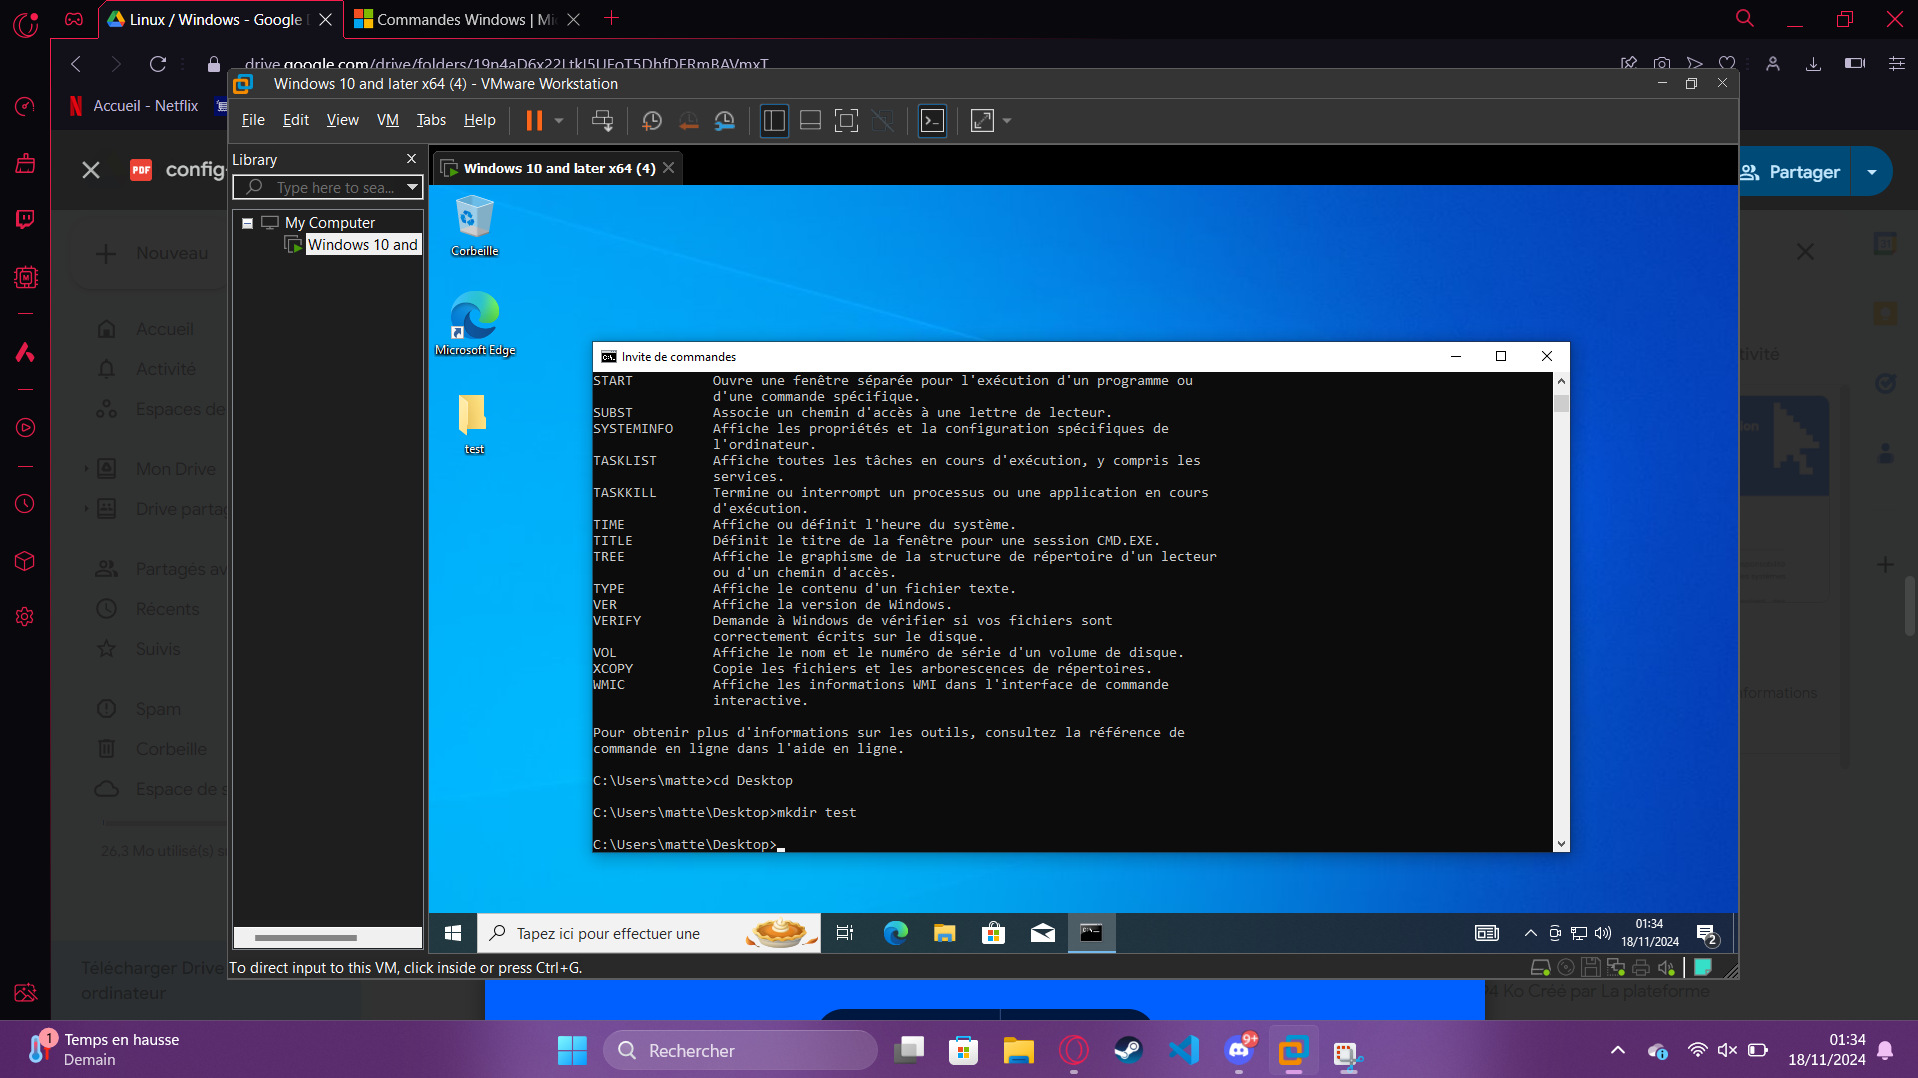 Linux / Windows - Google
Commandes Windows | Mi
drive.google.com/drive/folders/19p4aD6x22LtkI5UFoT5DhfDFRmBAVmxT
Accueil - Netflix
Windows 10 and later x64 (4) - VMware Workstation
File Edit View VM Tabs Help
Library
Type here to sea...
My Computer
Windows 10 and
Windows 10 and later x64 (4)
PDF config-
Partager
Nouveau
Accueil
Activité
Espaces de
Mon Drive
Drive partag
Partagés av
Récents
Suivis
Spam
Corbeille
Espace de s
26.3 Mo utilisé(s) s
Télécharger Drive
ordinateur
Corbeille
Microsoft Edge
test
Invite de commandes
START Ouvre une fenêtre séparée pour l'exécution d'un programme ou
d'une commande spécifique.
SUBST Associe un chemin d'accès à une lettre de lecteur.
SYSTEMINFO Affiche les propriétés et la configuration spécifiques de
l'ordinateur.
TASKLIST Affiche toutes les tâches en cours d'exécution, y compris les
services.
TASKKILL Termine ou interrompt un processus ou une application en cours
d'exécution.
TIME Affiche ou définit l'heure du système.
TITLE Définit le titre de la fenêtre pour une session CMD.EXE.
TREE Affiche le graphisme de la structure de répertoire d'un lecteur
ou d'un chemin d'accès.
TYPE Affiche le contenu d'un fichier texte.
VER Affiche la version de Windows.
VERIFY Demande à Windows de vérifier si vos fichiers sont
correctement écrits sur le disque.
VOL Affiche le nom et le numéro de série d'un volume de disque.
XCOPY Copie les fichiers et les arborescences de répertoires.
WMIC Affiche les informations WMI dans l'interface de commande
interactive.
Pour obtenir plus d'informations sur les outils, consultez la référence de
commande en ligne dans l'aide en ligne.
C:\Users\matte>cd Desktop
C:\Users\matte\Desktop>mkdir test
C:\Users\matte\Desktop>
Tapez ici pour effectuer une
01:34
18/11/2024
2
To direct input to this VM, click inside or press Ctrl+G.
tivité
ion
informations
P4 Ko Créé par La plateforme
1
Temps en hausse
Demain
Rechercher
9+
01:34
18/11/2024